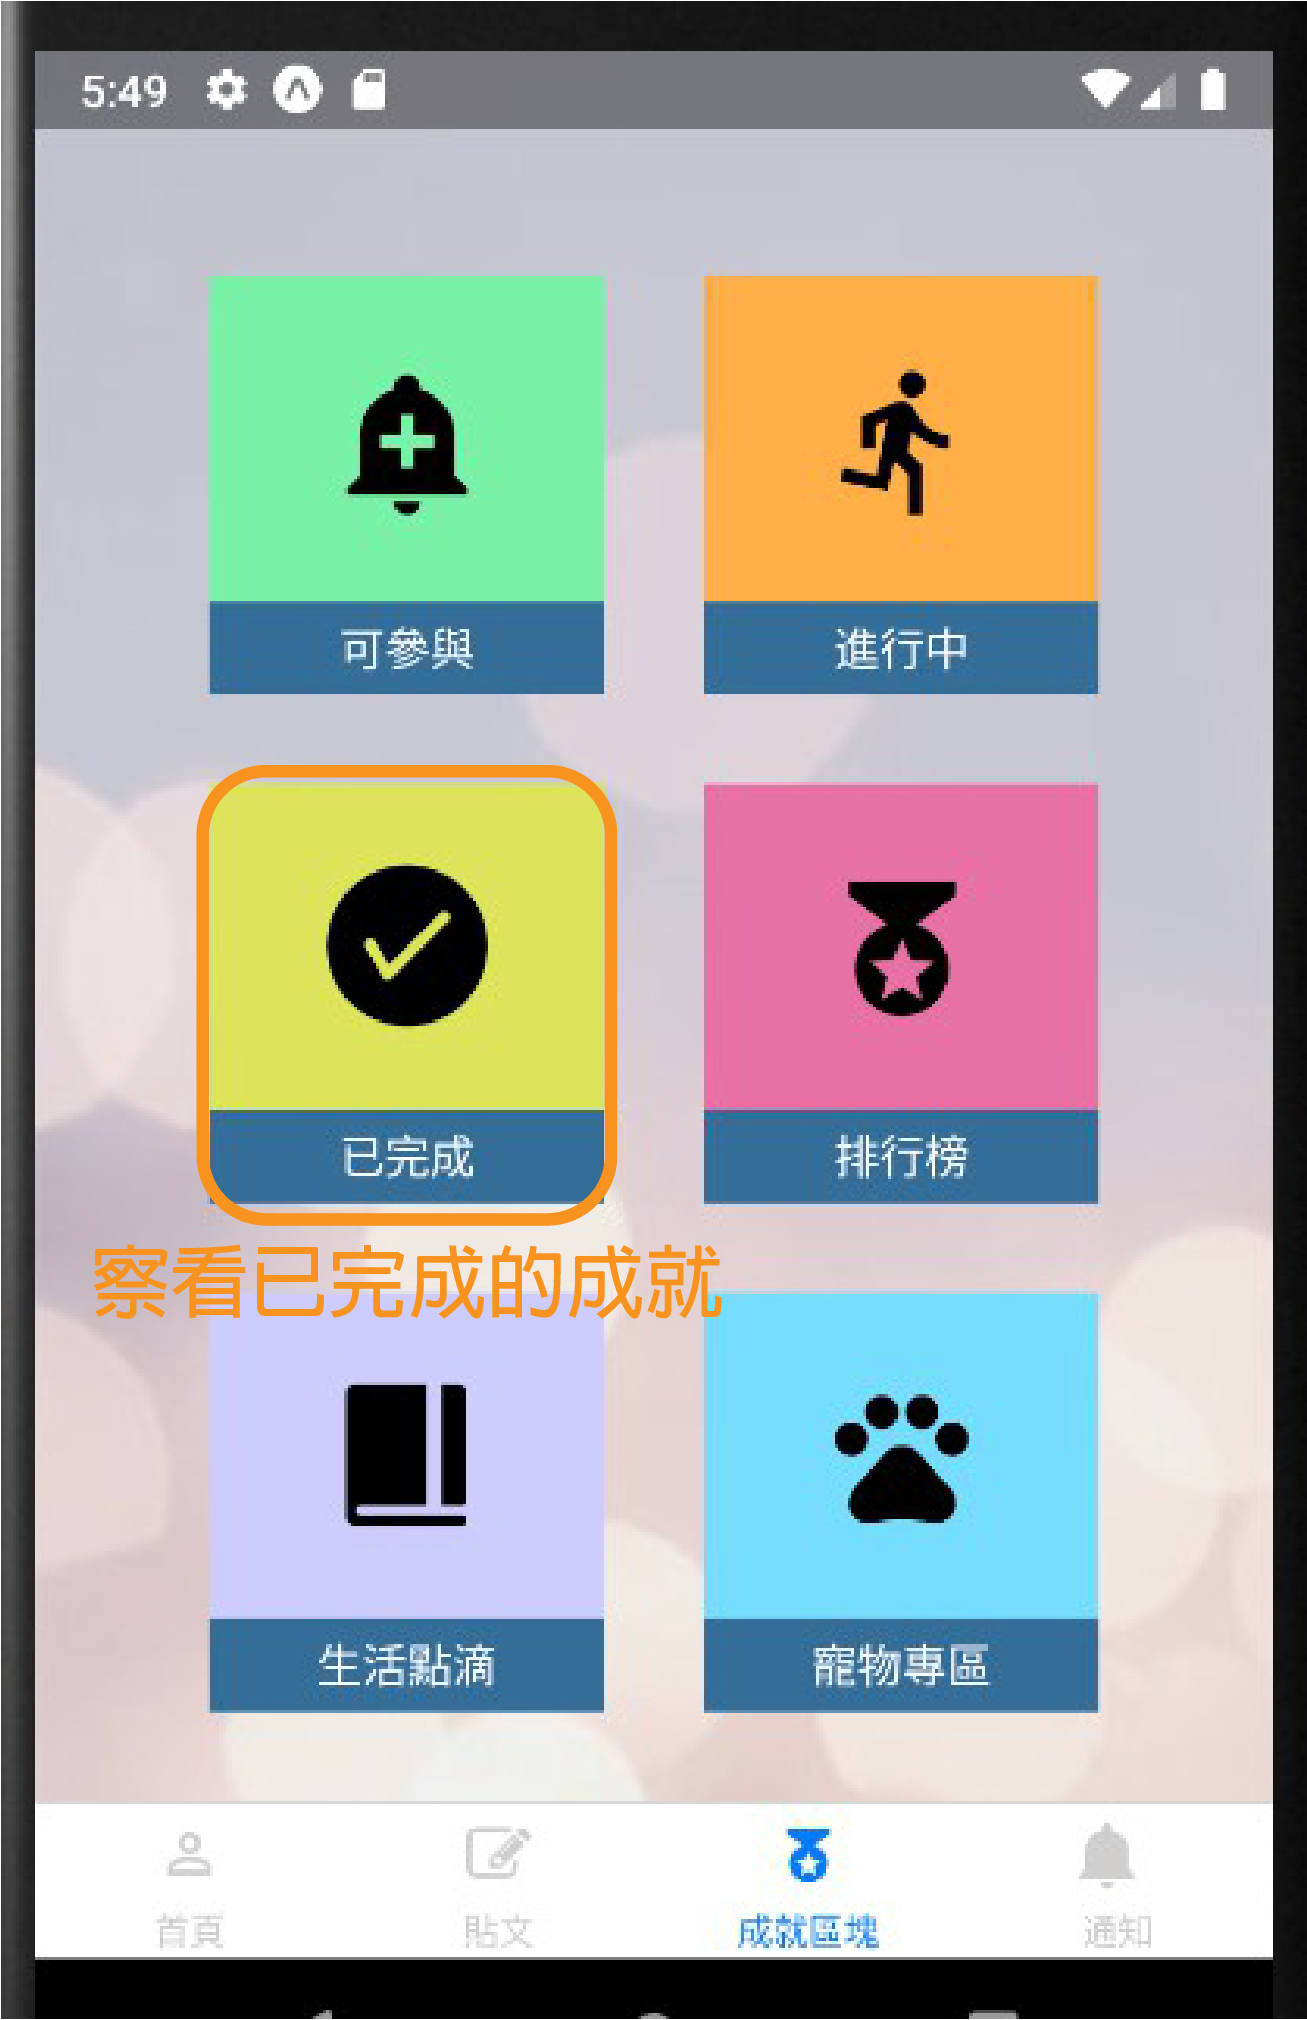 5:49
可參與
進行中
已完成
排行榜
察看已完成的成就
生活點滴
寵物專區
首頁
貼文
成就區塊
通知